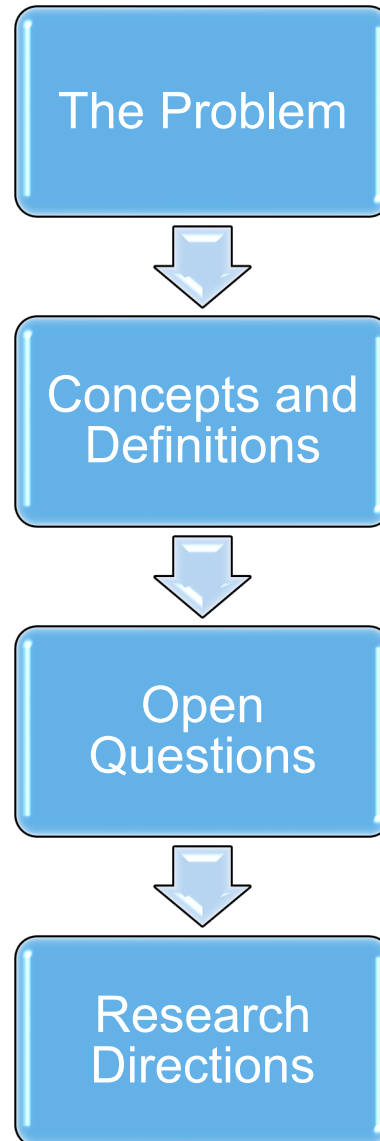 The Problem
Concepts and
Definitions
Open
Questions
Research
Directions